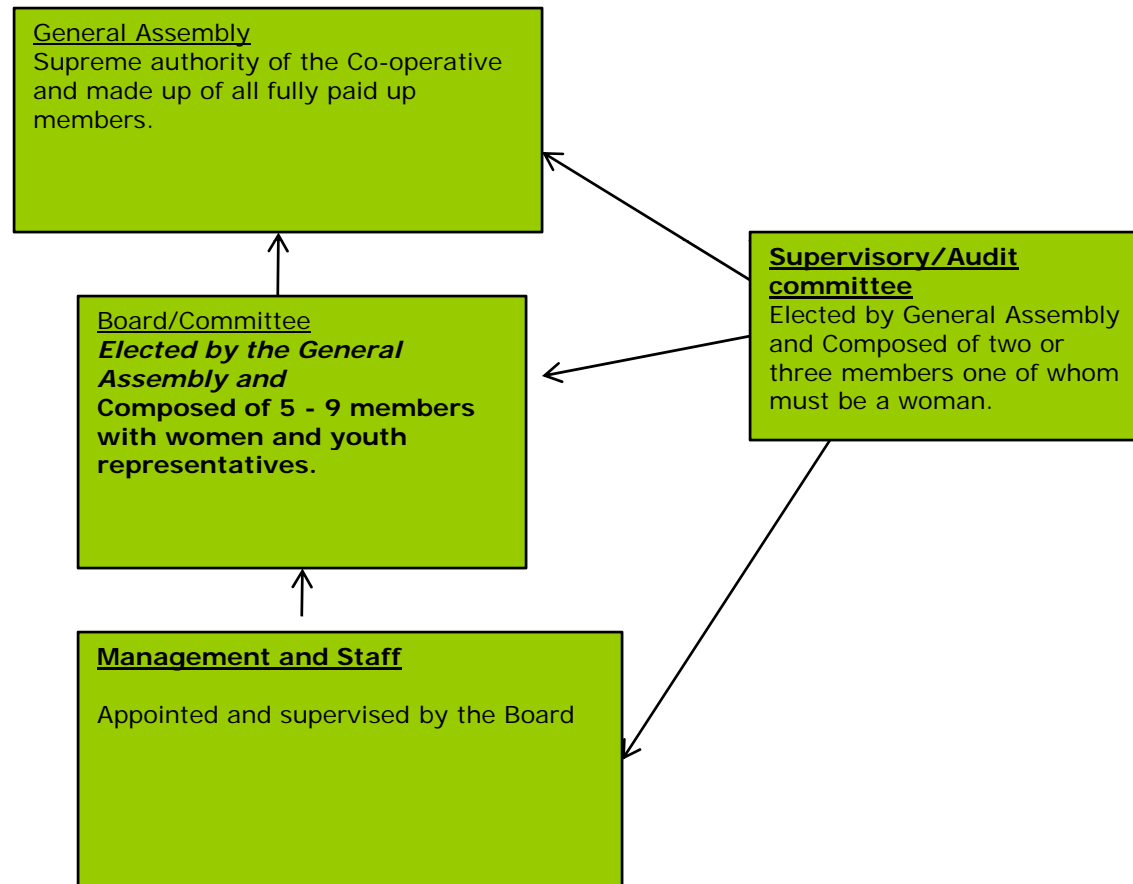 General Assembly
Supreme authority of the Co-operative
and made up of all fully paid up
members.
Supervisory/Audit
committee
Elected by General Assembly
and Composed of two or
three members one of whom
must be a woman.
Board/Committee
Elected by the General
Assembly and
Composed of 5 - 9 members
with women and youth
representatives.
Management and Staff
Appointed and supervised by the Board